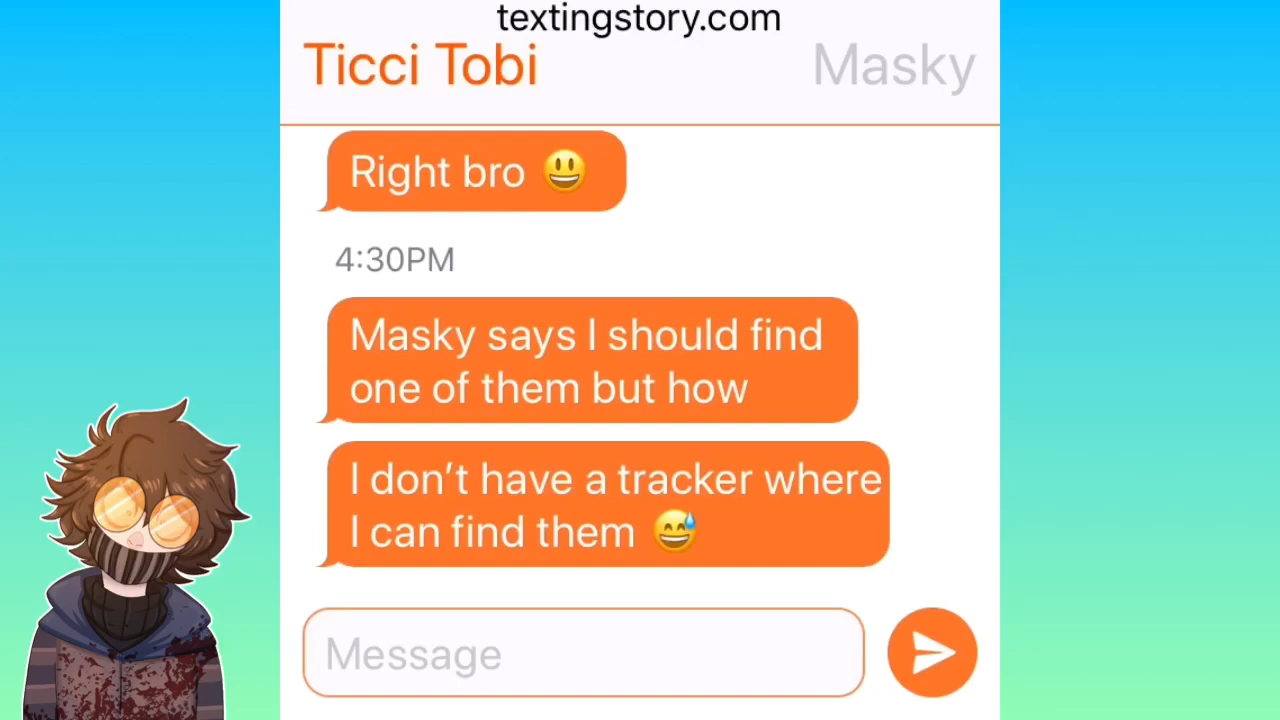 textingstory.com
Ticci Tobi
Masky
Right bro 😃
4:30PM
Masky says I should find
one of them but how
I don’t have a tracker where
I can find them 😅
Message